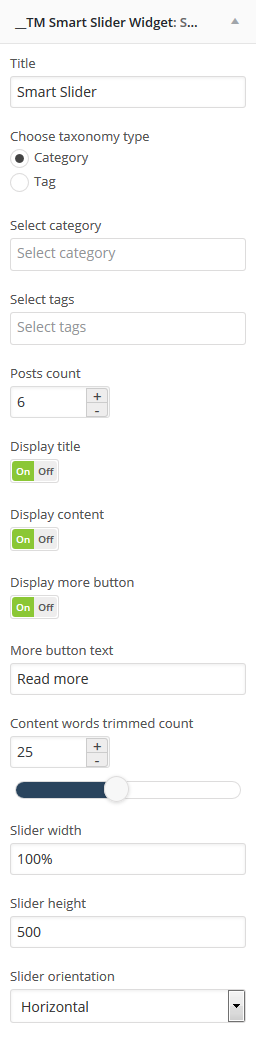 __TM Smart Slider Widget: S...
Title
Smart Slider
Choose taxonomy type
Category
Tag
Select category
Select category
Select tags
Select tags
Posts count
6 + -
Display title
On Off
Display content
On Off
Display more button
On Off
More button text
Read more
Content words trimmed count
25 + -
Slider width
100%
Slider height
500
Slider orientation
Horizontal